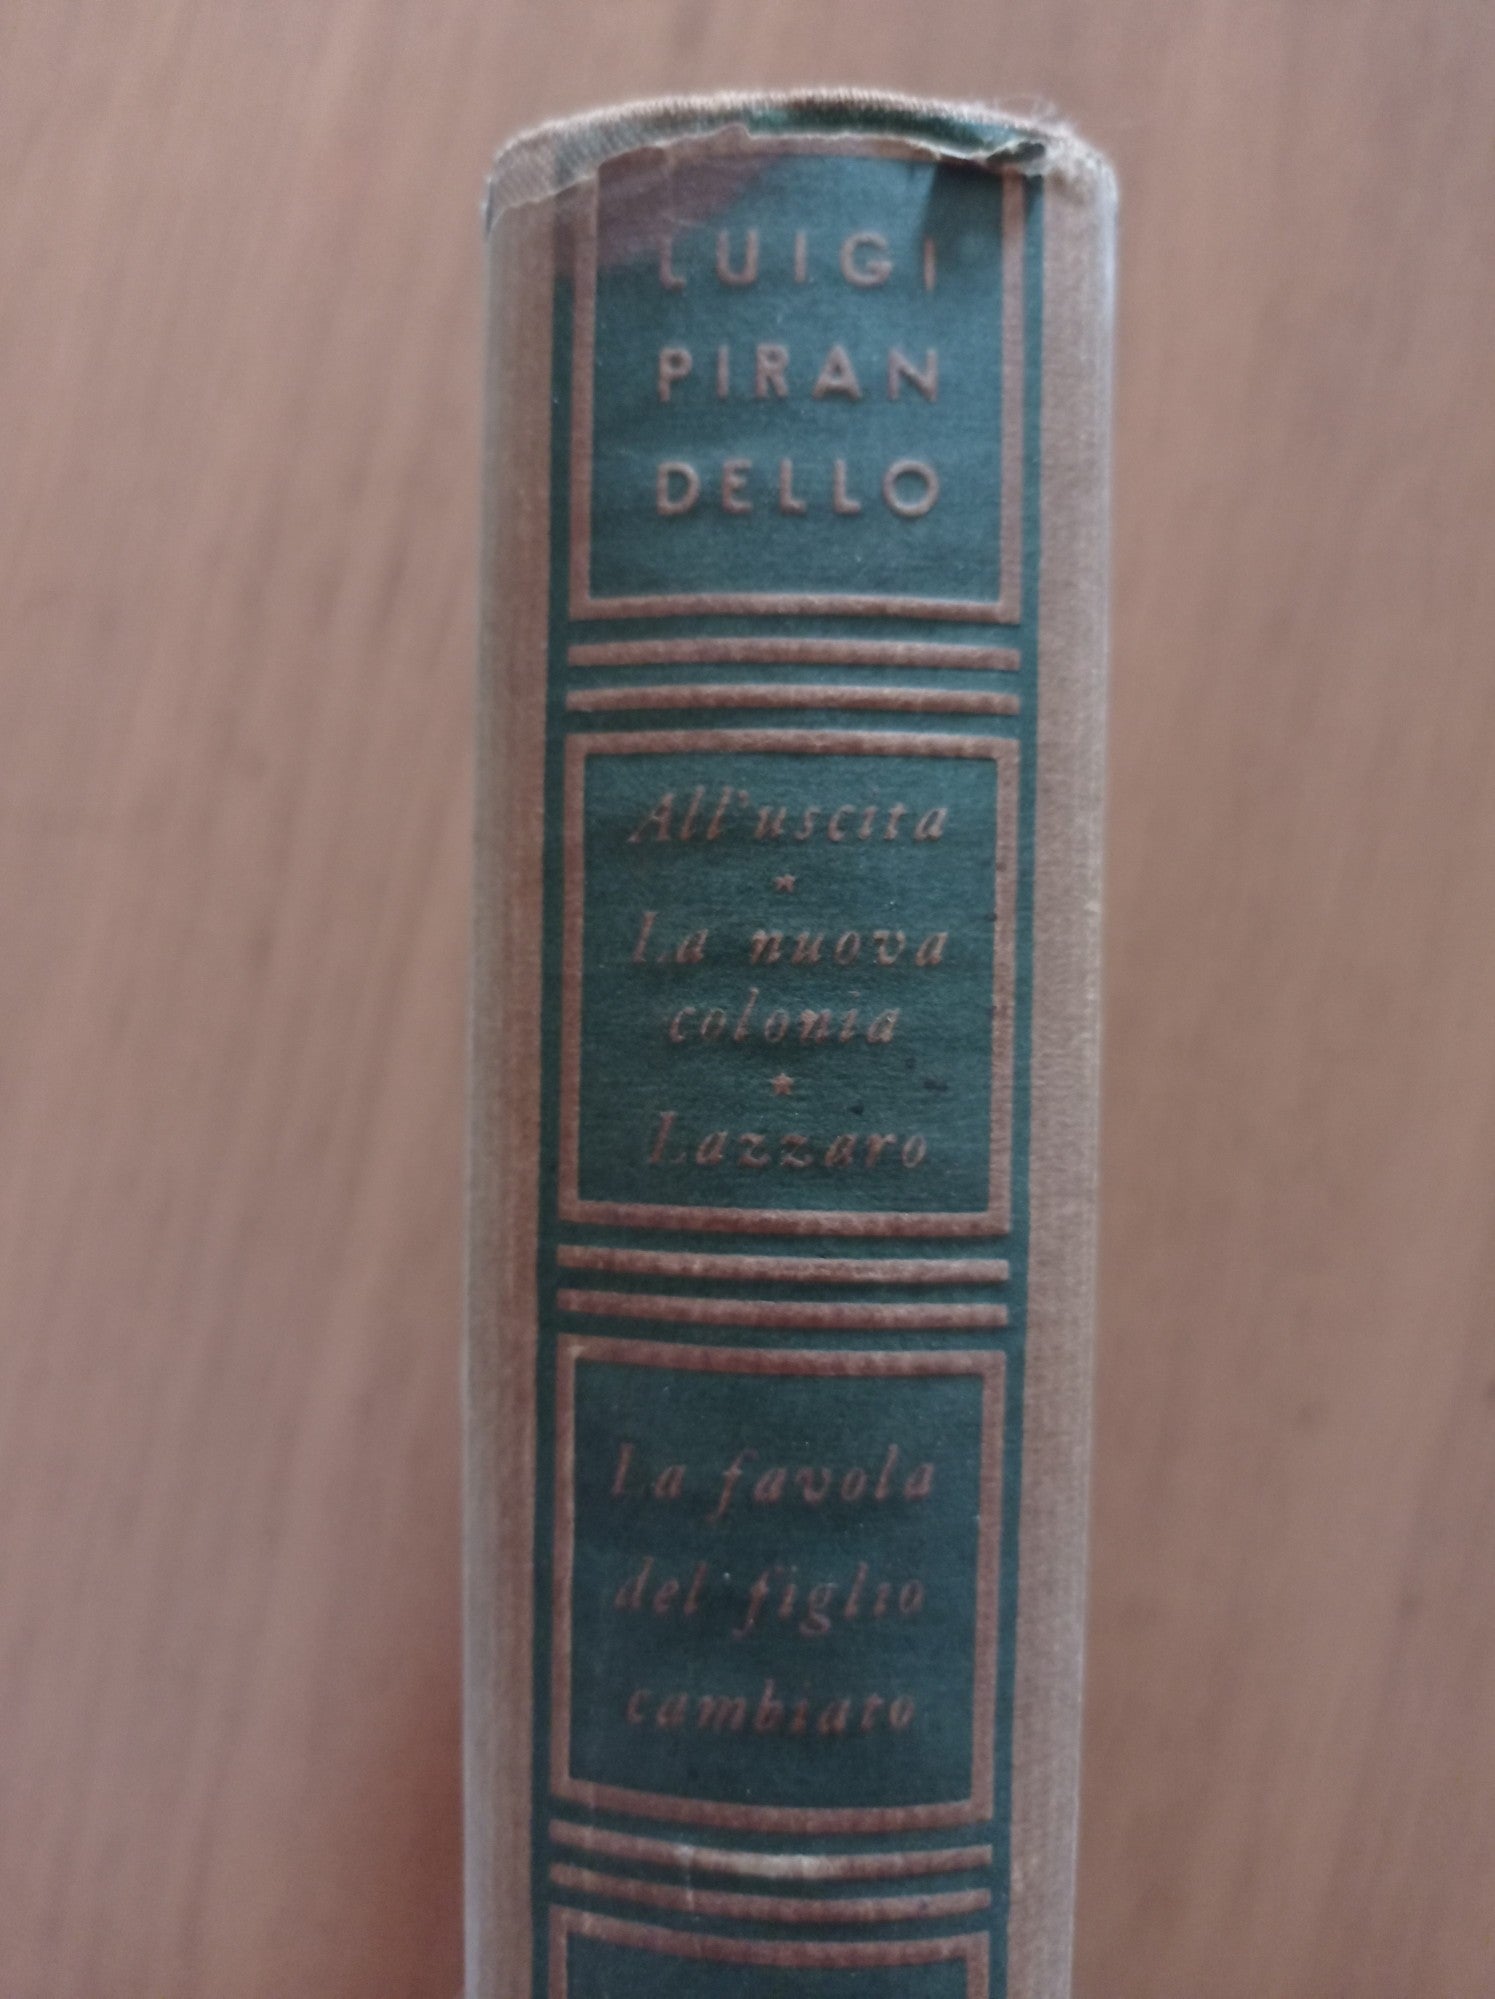 LUIGI
PIRAN
DELLO
All'uscita
★
La nuova
colonia
★
Lazzaro
La favola
del figlio
cambiato